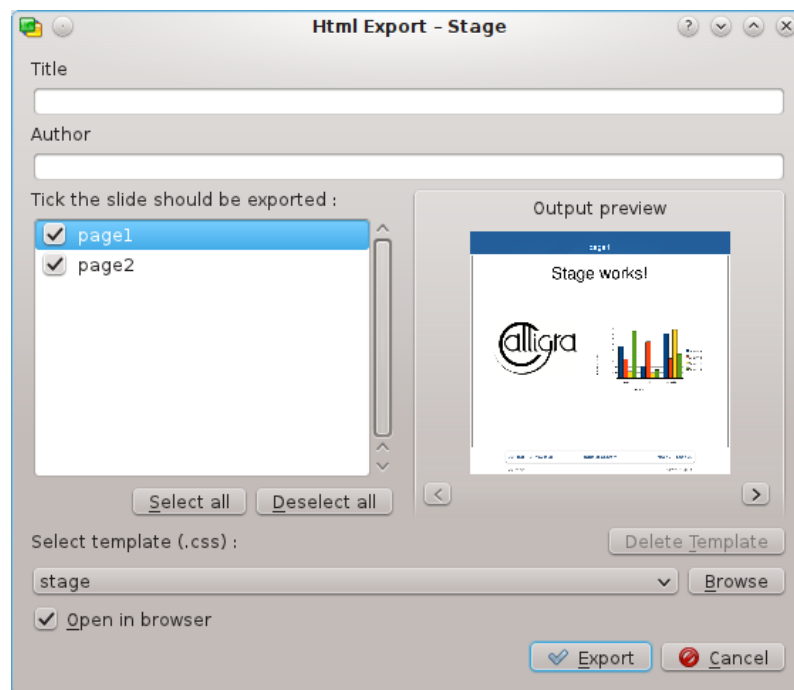 Html Export – Stage
Title
Author
Tick the slide should be exported :
page1
page2
Select all
Deselect all
Output preview
page1
Stage works!
Calligra
Select template (.css) :
Delete Template
stage
Browse
Open in browser
Export
Cancel